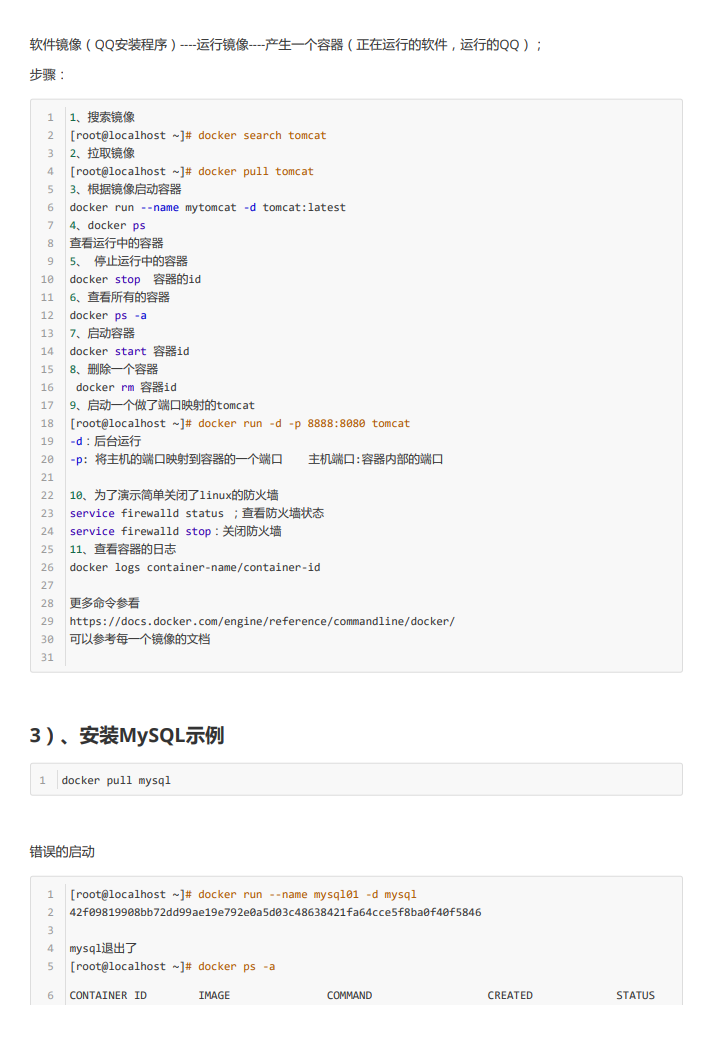 软件镜像（QQ安装程序）----运行镜像----产生一个容器（正在运行的软件，运行的QQ）；
步骤：
1 1、搜索镜像
2 [root@localhost ~]# docker search tomcat
3 2、拉取镜像
4 [root@localhost ~]# docker pull tomcat
5 3、根据镜像启动容器
6 docker run --name mytomcat -d tomcat:latest
7 4、docker ps
8 查看运行中的容器
9 5、 停止运行中的容器
10 docker stop  容器的id
11 6、查看所有的容器
12 docker ps -a
13 7、启动容器
14 docker start 容器id
15 8、删除一个容器
16  docker rm 容器id
17 9、启动一个做了端口映射的tomcat
18 [root@localhost ~]# docker run -d -p 8888:8080 tomcat
19 -d：后台运行
20 -p: 将主机的端口映射到容器的一个端口    主机端口:容器内部的端口
21
22 10、为了演示简单关闭了linux的防火墙
23 service firewalld status ；查看防火墙状态
24 service firewalld stop：关闭防火墙
25 11、查看容器的日志
26 docker logs container-name/container-id
27
28 更多命令参看
29 https://docs.docker.com/engine/reference/commandline/docker/
30 可以参考每一个镜像的文档
31
3）、安装MySQL示例
1 docker pull mysql
错误的启动
1 [root@localhost ~]# docker run --name mysql01 -d mysql
2 42f09819908bb72dd99ae19e792e0a5d03c48638421fa64cce5f8ba0f40f5846
3
4 mysql退出了
5 [root@localhost ~]# docker ps -a
6 CONTAINER ID        IMAGE               COMMAND                  CREATED             STATUS